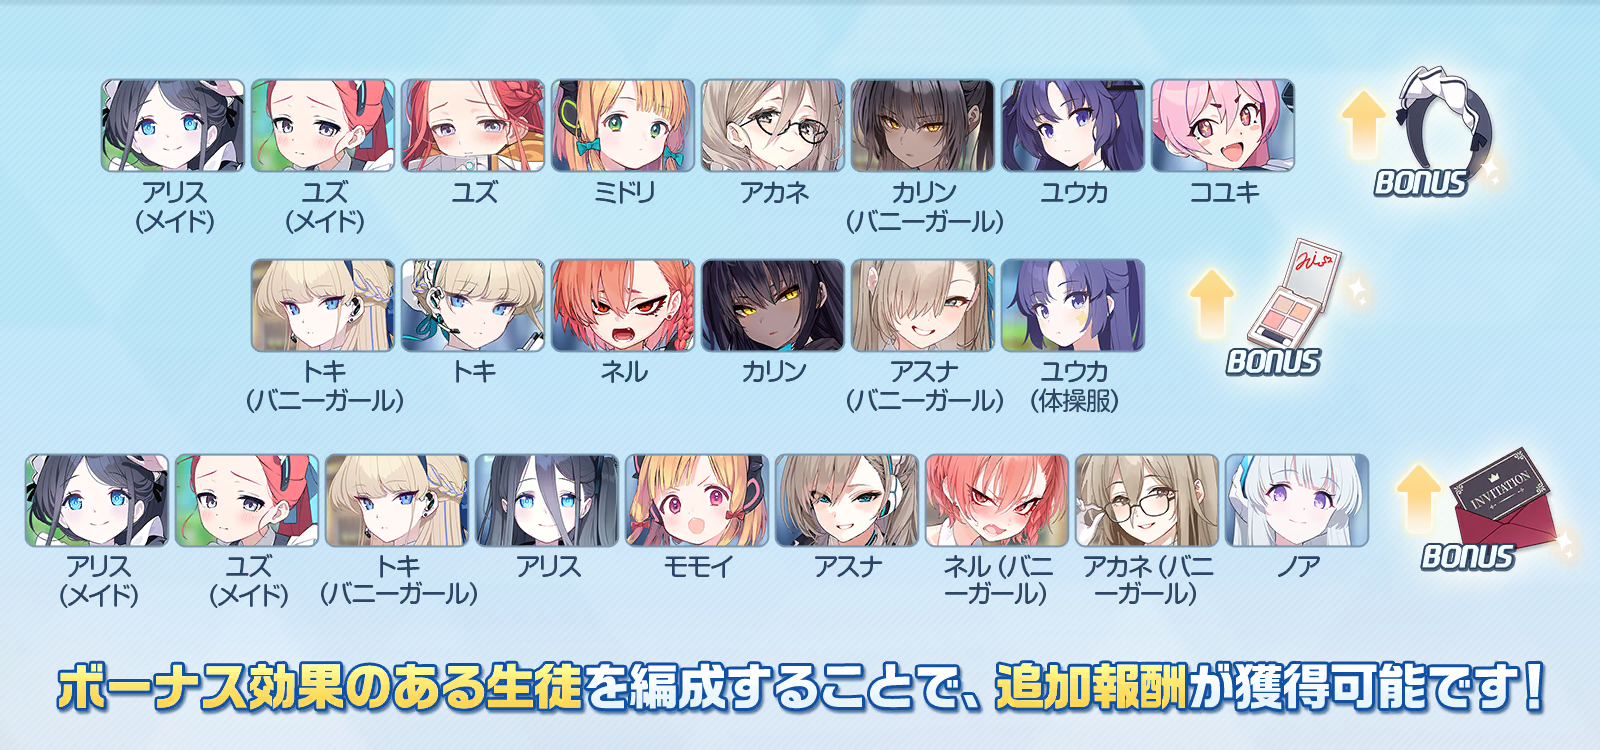 アリス
(メイド)
ユズ
(メイド)
ユズ
ミドリ
アカネ
カリン
(バニーガール)
ユウカ
コユキ
BONUS
トキ
(バニーガール)
トキ
ネル
カリン
アスナ
(バニーガール)
ユウカ
(体操服)
BONUS
アリス
(メイド)
ユズ
(メイド)
トキ
(バニーガール)
アリス
モモイ
アスナ
ネル(バニ
ーガール)
アカネ(バニ
ーガール)
ノア
INVITATION
BONUS
ボーナス効果のある生徒を編成することで、追加報酬が獲得可能です!